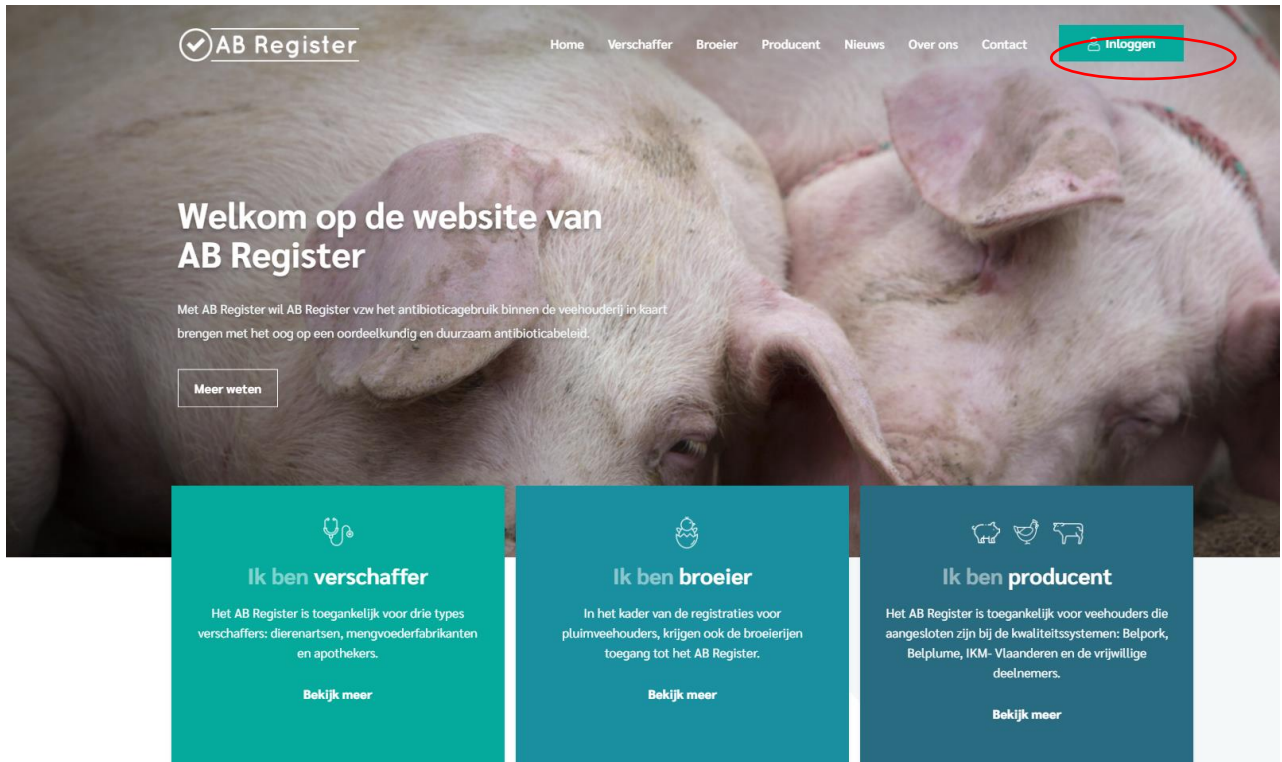 AB Register
Home Verschaffer Broeier Producent Nieuws Over ons Contact Inloggen
Welkom op de website van
AB Register
Met AB Register wil AB Register vzw het antibioticagebruik binnen de veehouderij in kaart
brengen met het oog op een oordeelkundig en duurzaam antibioticabeleid.
Meer weten
Ik ben verschaffer
Het AB Register is toegankelijk voor drie types
verschaffers: dierenartsen, mengvoederfabrikanten
en apothekers.
Bekijk meer
Ik ben broeier
In het kader van de registraties voor
pluimveehouders, krijgen ook de broeierijen
toegang tot het AB Register.
Bekijk meer
Ik ben producent
Het AB Register is toegankelijk voor veehouders die
aangesloten zijn bij de kwaliteitssystemen: Belpork,
Belplume, IKM- Vlaanderen en de vrijwillige
deelnemers.
Bekijk meer